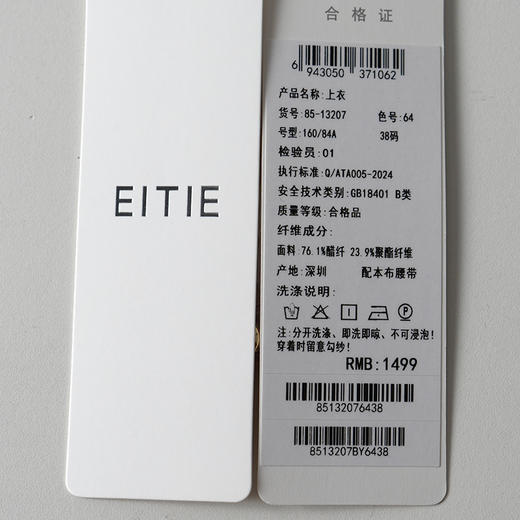 EITIE
合格证
6 943050 371062
产品名称:上衣
货号:85-13207 色号:64
号型:160/84A 38码
检验员:01
执行标准:Q/ATA005-2024
安全技术类别:GB18401 B类
质量等级:合格品
纤维成分:
面料:76.1%醋纤 23.9%聚酯纤维
产地:深圳 配本布腰带
洗涤说明:
注:分开洗涤、即洗即晾、不可浸泡!
穿着时留意勾纱!
RMB:1499
85132076438
8513207BY6438